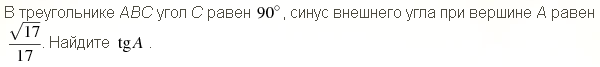 В треугольнике ABC угол C равен 90°, синус внешнего угла при вершине A равен
√17/17. Найдите tgA .